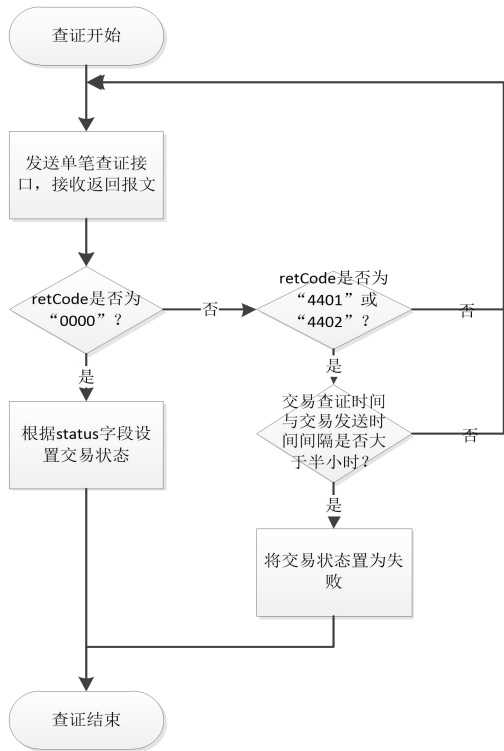 查证开始
发送单笔查证接
口，接收返回报文
retCode是否为
“0000”？
否
retCode是否为
“4401”或
“4402”？
否
是
是
根据status字段设
置交易状态
交易查证时间
与交易发送时
间间隔是否大
于半小时？
否
是
将交易状态置为失
败
查证结束